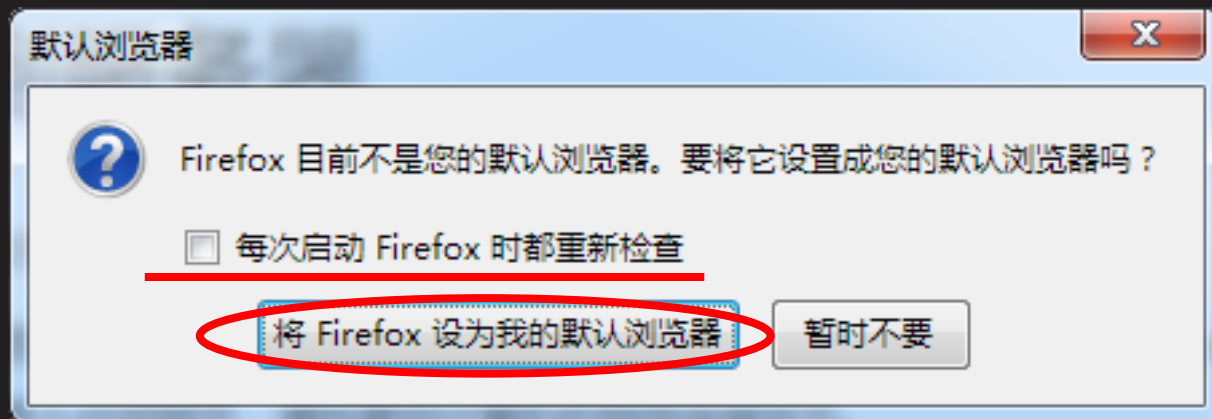 默认浏览器
Firefox 目前不是您的默认浏览器。要将它设置成您的默认浏览器吗？
每次启动 Firefox 时都重新检查
将 Firefox 设为我的默认浏览器 暂时不要